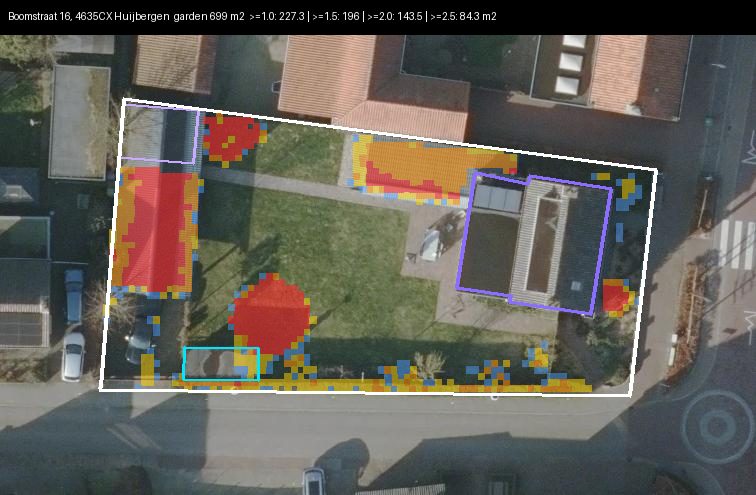 Boomstraat 16, 4635CX Huijbergen garden 699 m2 >=1.0: 227.3 | >=1.5: 196 | >=2.0: 143.5 | >=2.5: 84.3 m2